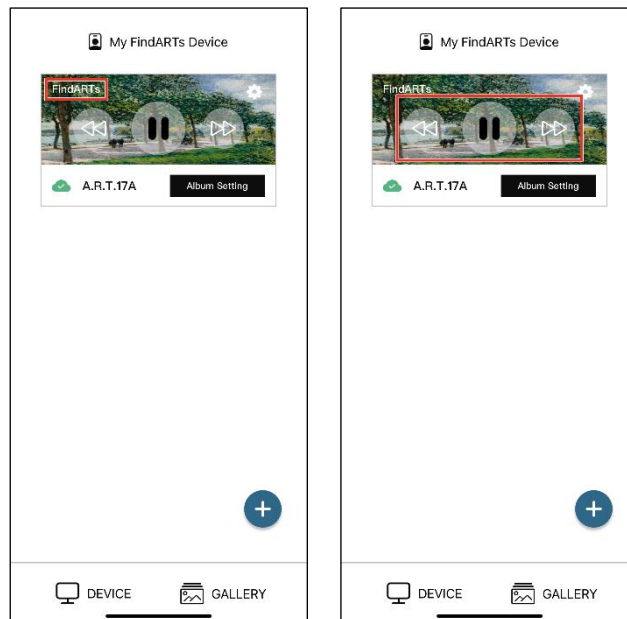 My FindARTs Device
FindARTs
A.R.T.17A
Album Setting
DEVICE
GALLERY
My FindARTs Device
FindARTs
A.R.T.17A
Album Setting
DEVICE
GALLERY